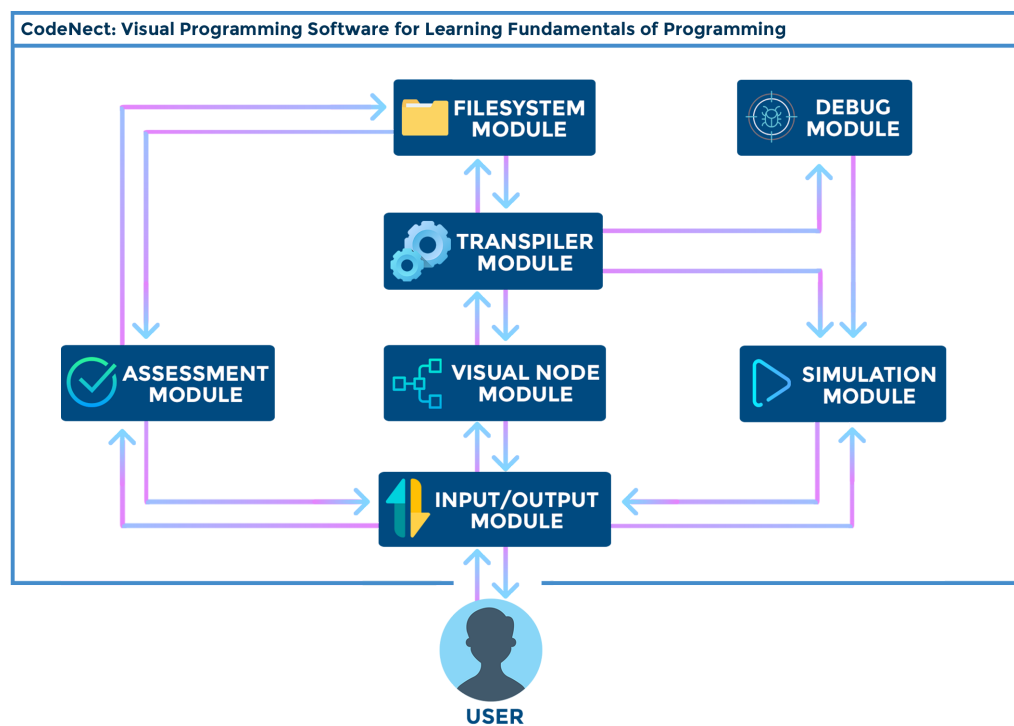 CodeNect: Visual Programming Software for Learning Fundamentals of Programming
FILESYSTEM
MODULE
DEBUG
MODULE
TRANSPILER
MODULE
ASSESSMENT
MODULE
VISUAL NODE
MODULE
SIMULATION
MODULE
INPUT/OUTPUT
MODULE
USER